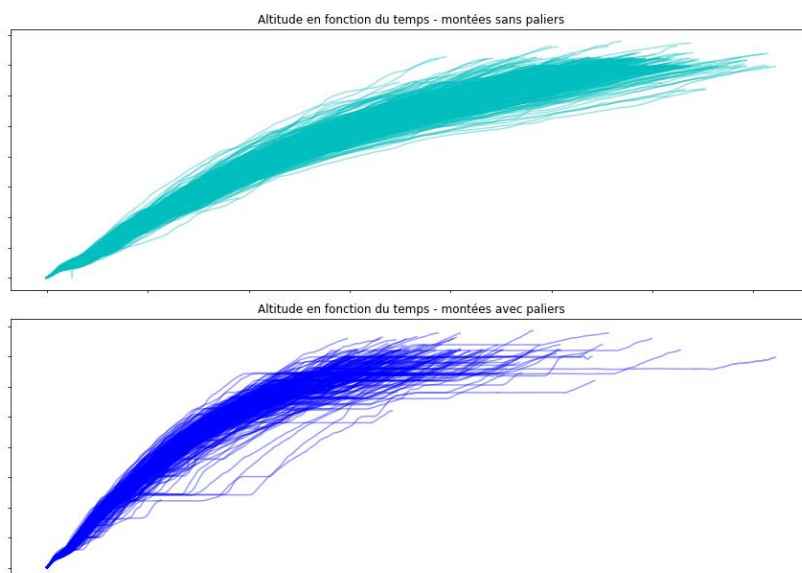 Altitude en fonction du temps - montées sans paliers
Altitude en fonction du temps - montées avec paliers